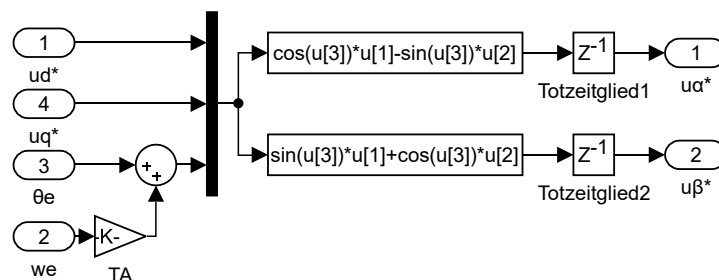 1
ud*
4
uq*
3
θe
2
we
+
+
-K-
TA
cos(u[3])*u[1]-sin(u[3])*u[2]
sin(u[3])*u[1]+cos(u[3])*u[2]
Z-1
Totzeitglied1
Z-1
Totzeitglied2
1
uα*
2
uβ*